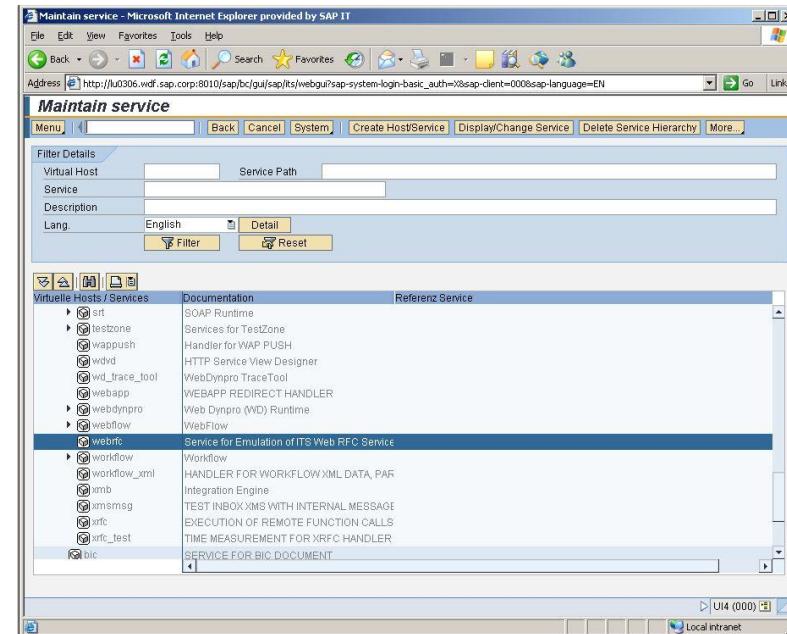 Maintain service - Microsoft Internet Explorer provided by SAP IT
File Edit View Favorites Tools Help
Back Search Favorites
Address http://lu0306.wdf.sap.corp:8010/sap/bc/gui/sap/its/webgui?sap-system-login-basic_auth=X&sap-client=000&sap-language=EN Go Link
Maintain service
Menu Back Cancel System Create Host/Service Display/Change Service Delete Service Hierarchy More...
Filter Details
Virtual Host Service Path
Service
Description
Lang. English Detail
Filter Reset
Virtuelle Hosts / Services Documentation Referenz Service
srt SOAP Runtime
testzone Services for TestZone
wappush Handler for WAP PUSH
wdvd HTTP Service View Designer
wd_trace_tool WebDynpro TraceTool
webapp WEBAPP REDIRECT HANDLER
webdynpro Web Dynpro (WD) Runtime
webflow WebFlow
webrfc Service for Emulation of ITS Web RFC Service
workflow Workflow
workflow_xml HANDLER FOR WORKFLOW XML DATA, PAR
xmb Integration Engine
xmsmsg TEST INBOX XMS WITH INTERNAL MESSAGE
xrfc EXECUTION OF REMOTE FUNCTION CALLS
xrfc_test TIME MEASUREMENT FOR XRFC HANDLER
bic SERVICE FOR BIC DOCUMENT
UI4 (000)
Local intranet